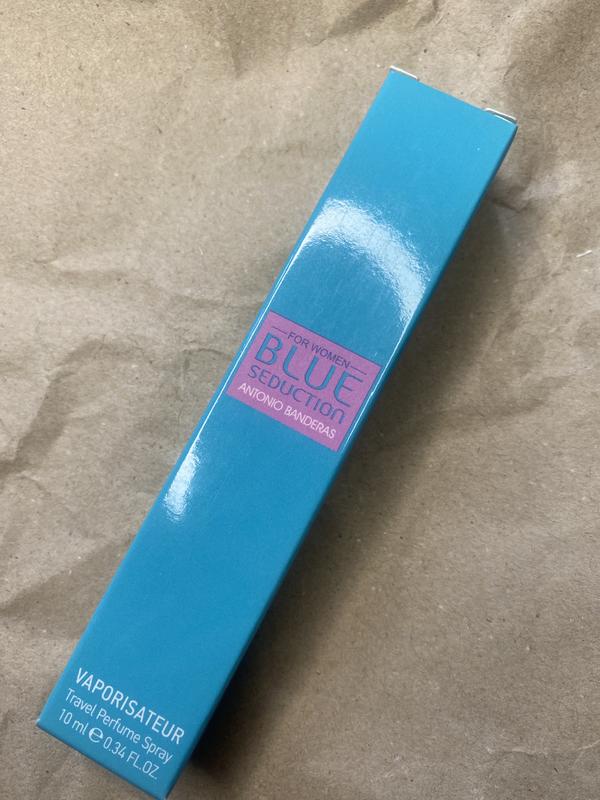 FOR WOMEN
BLUE
SEDUCTION
ANTONIO BANDERAS
VAPORISATEUR
Travel Perfume Spray
10 ml ℮ 0.34 FL.OZ